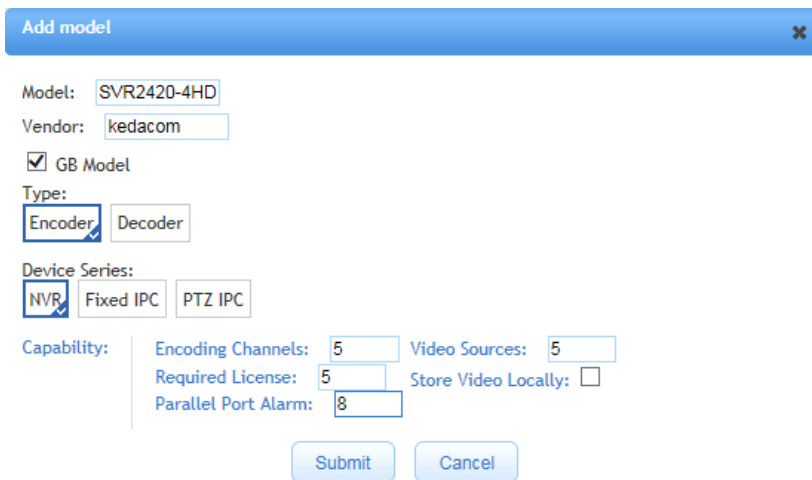 Add model
Model: SVR2420-4HD
Vendor: kedacom
GB Model
Type:
Encoder Decoder
Device Series:
NVR Fixed IPC PTZ IPC
Capability: Encoding Channels: 5 Video Sources: 5
Required License: 5 Store Video Locally:
Parallel Port Alarm: 8
Submit Cancel